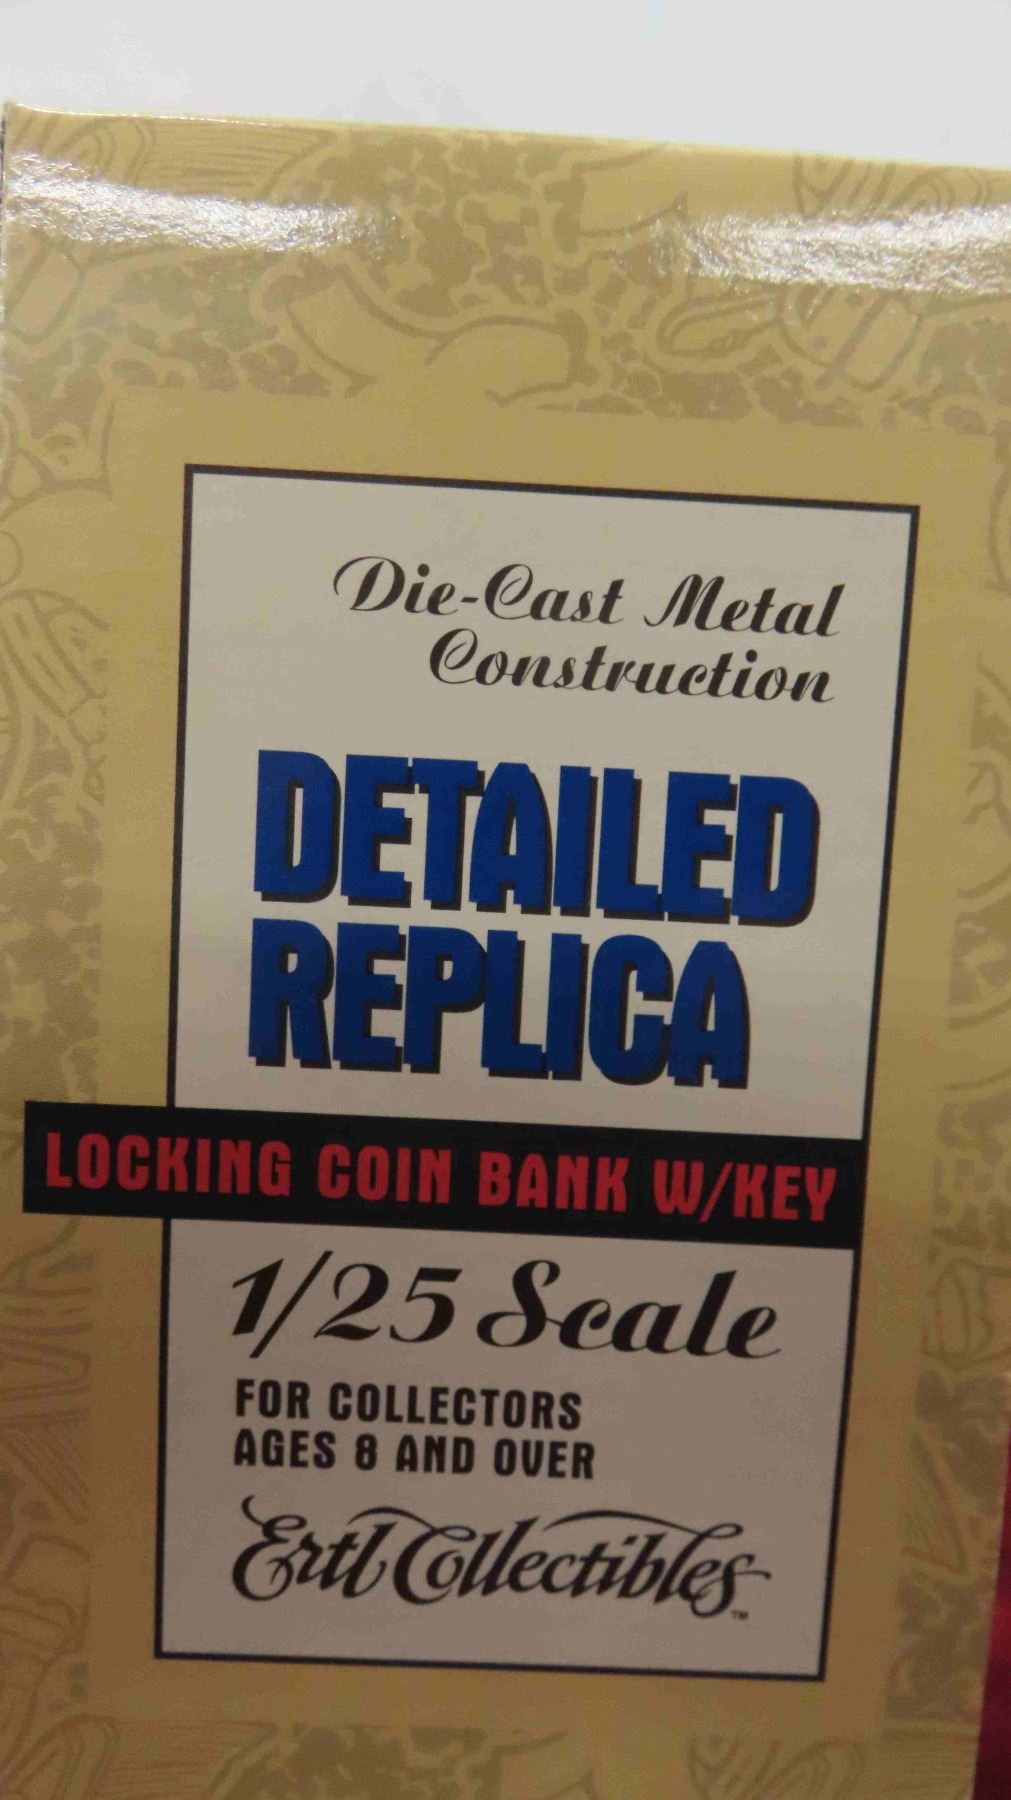 Die-Cast Metal
Construction
DETAILED
REPLICA
LOCKING COIN BANK W/KEY
1/25 Scale
FOR COLLECTORS
AGES 8 AND OVER
Ertl Collectibles™